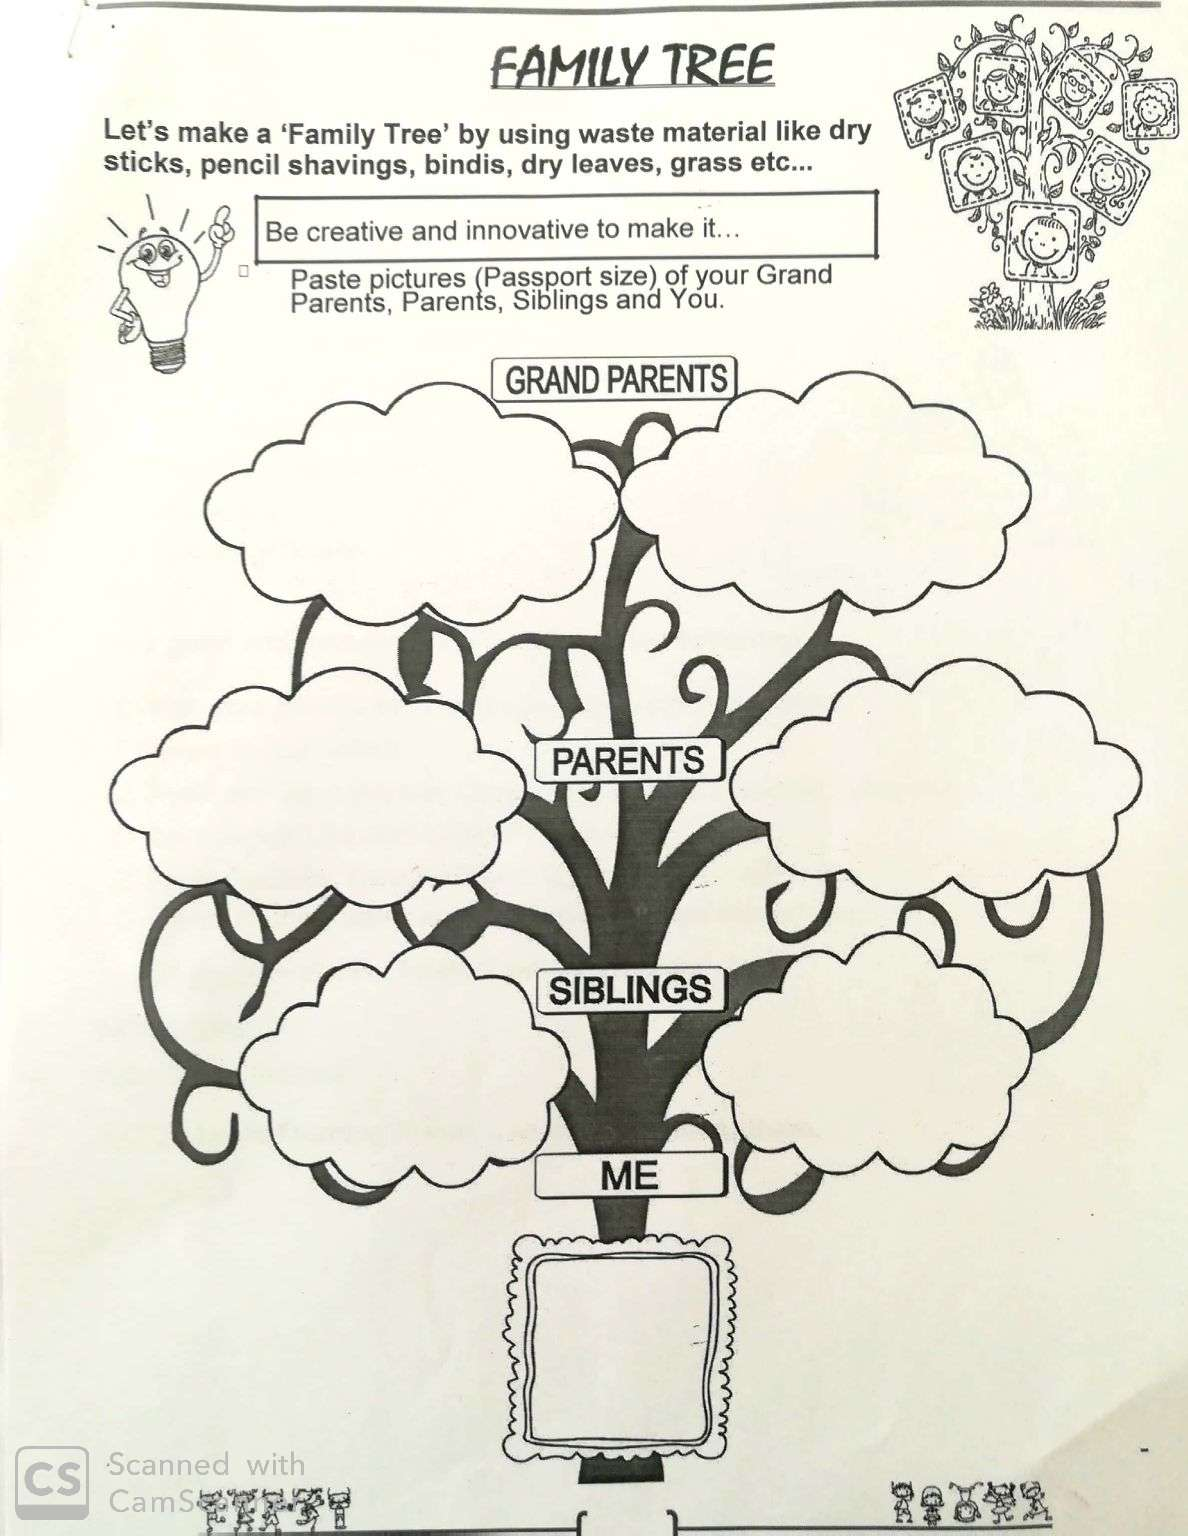 FAMILY TREE
Let's make a 'Family Tree' by using waste material like dry
sticks, pencil shavings, bindis, dry leaves, grass etc...
Be creative and innovative to make it...
Paste pictures (Passport size) of your Grand
Parents, Parents, Siblings and You.
GRAND PARENTS
PARENTS
SIBLINGS
ME
CS Scanned with
CamScanner